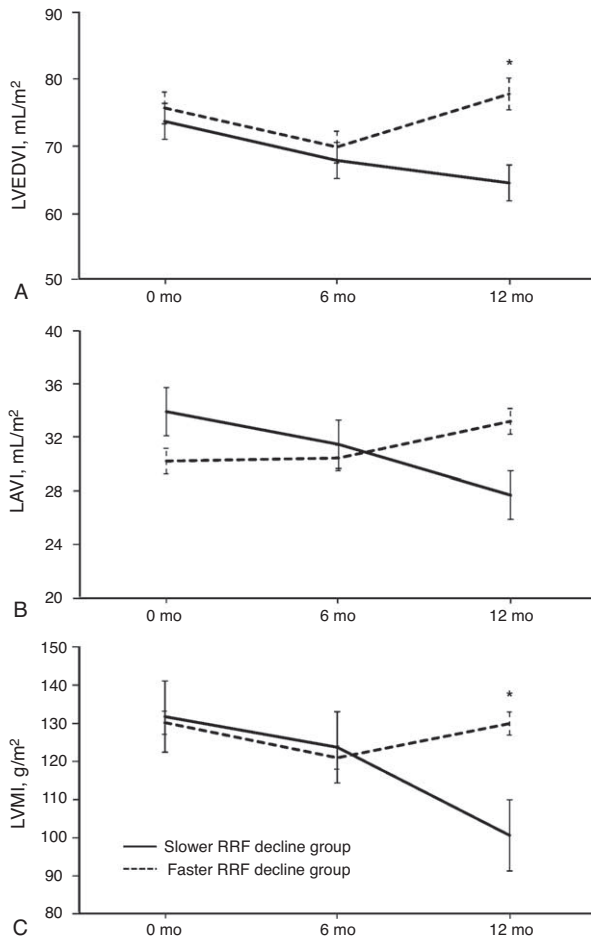 90
80
70
60
50
LVEDVI, mL/m²
*
A
0 mo 6 mo 12 mo
40
36
32
28
24
20
LAVI, mL/m²
B
0 mo 6 mo 12 mo
150
140
130
120
110
100
90
80
LVMI, g/m²
*
Slower RRF decline group
Faster RRF decline group
C
0 mo 6 mo 12 mo